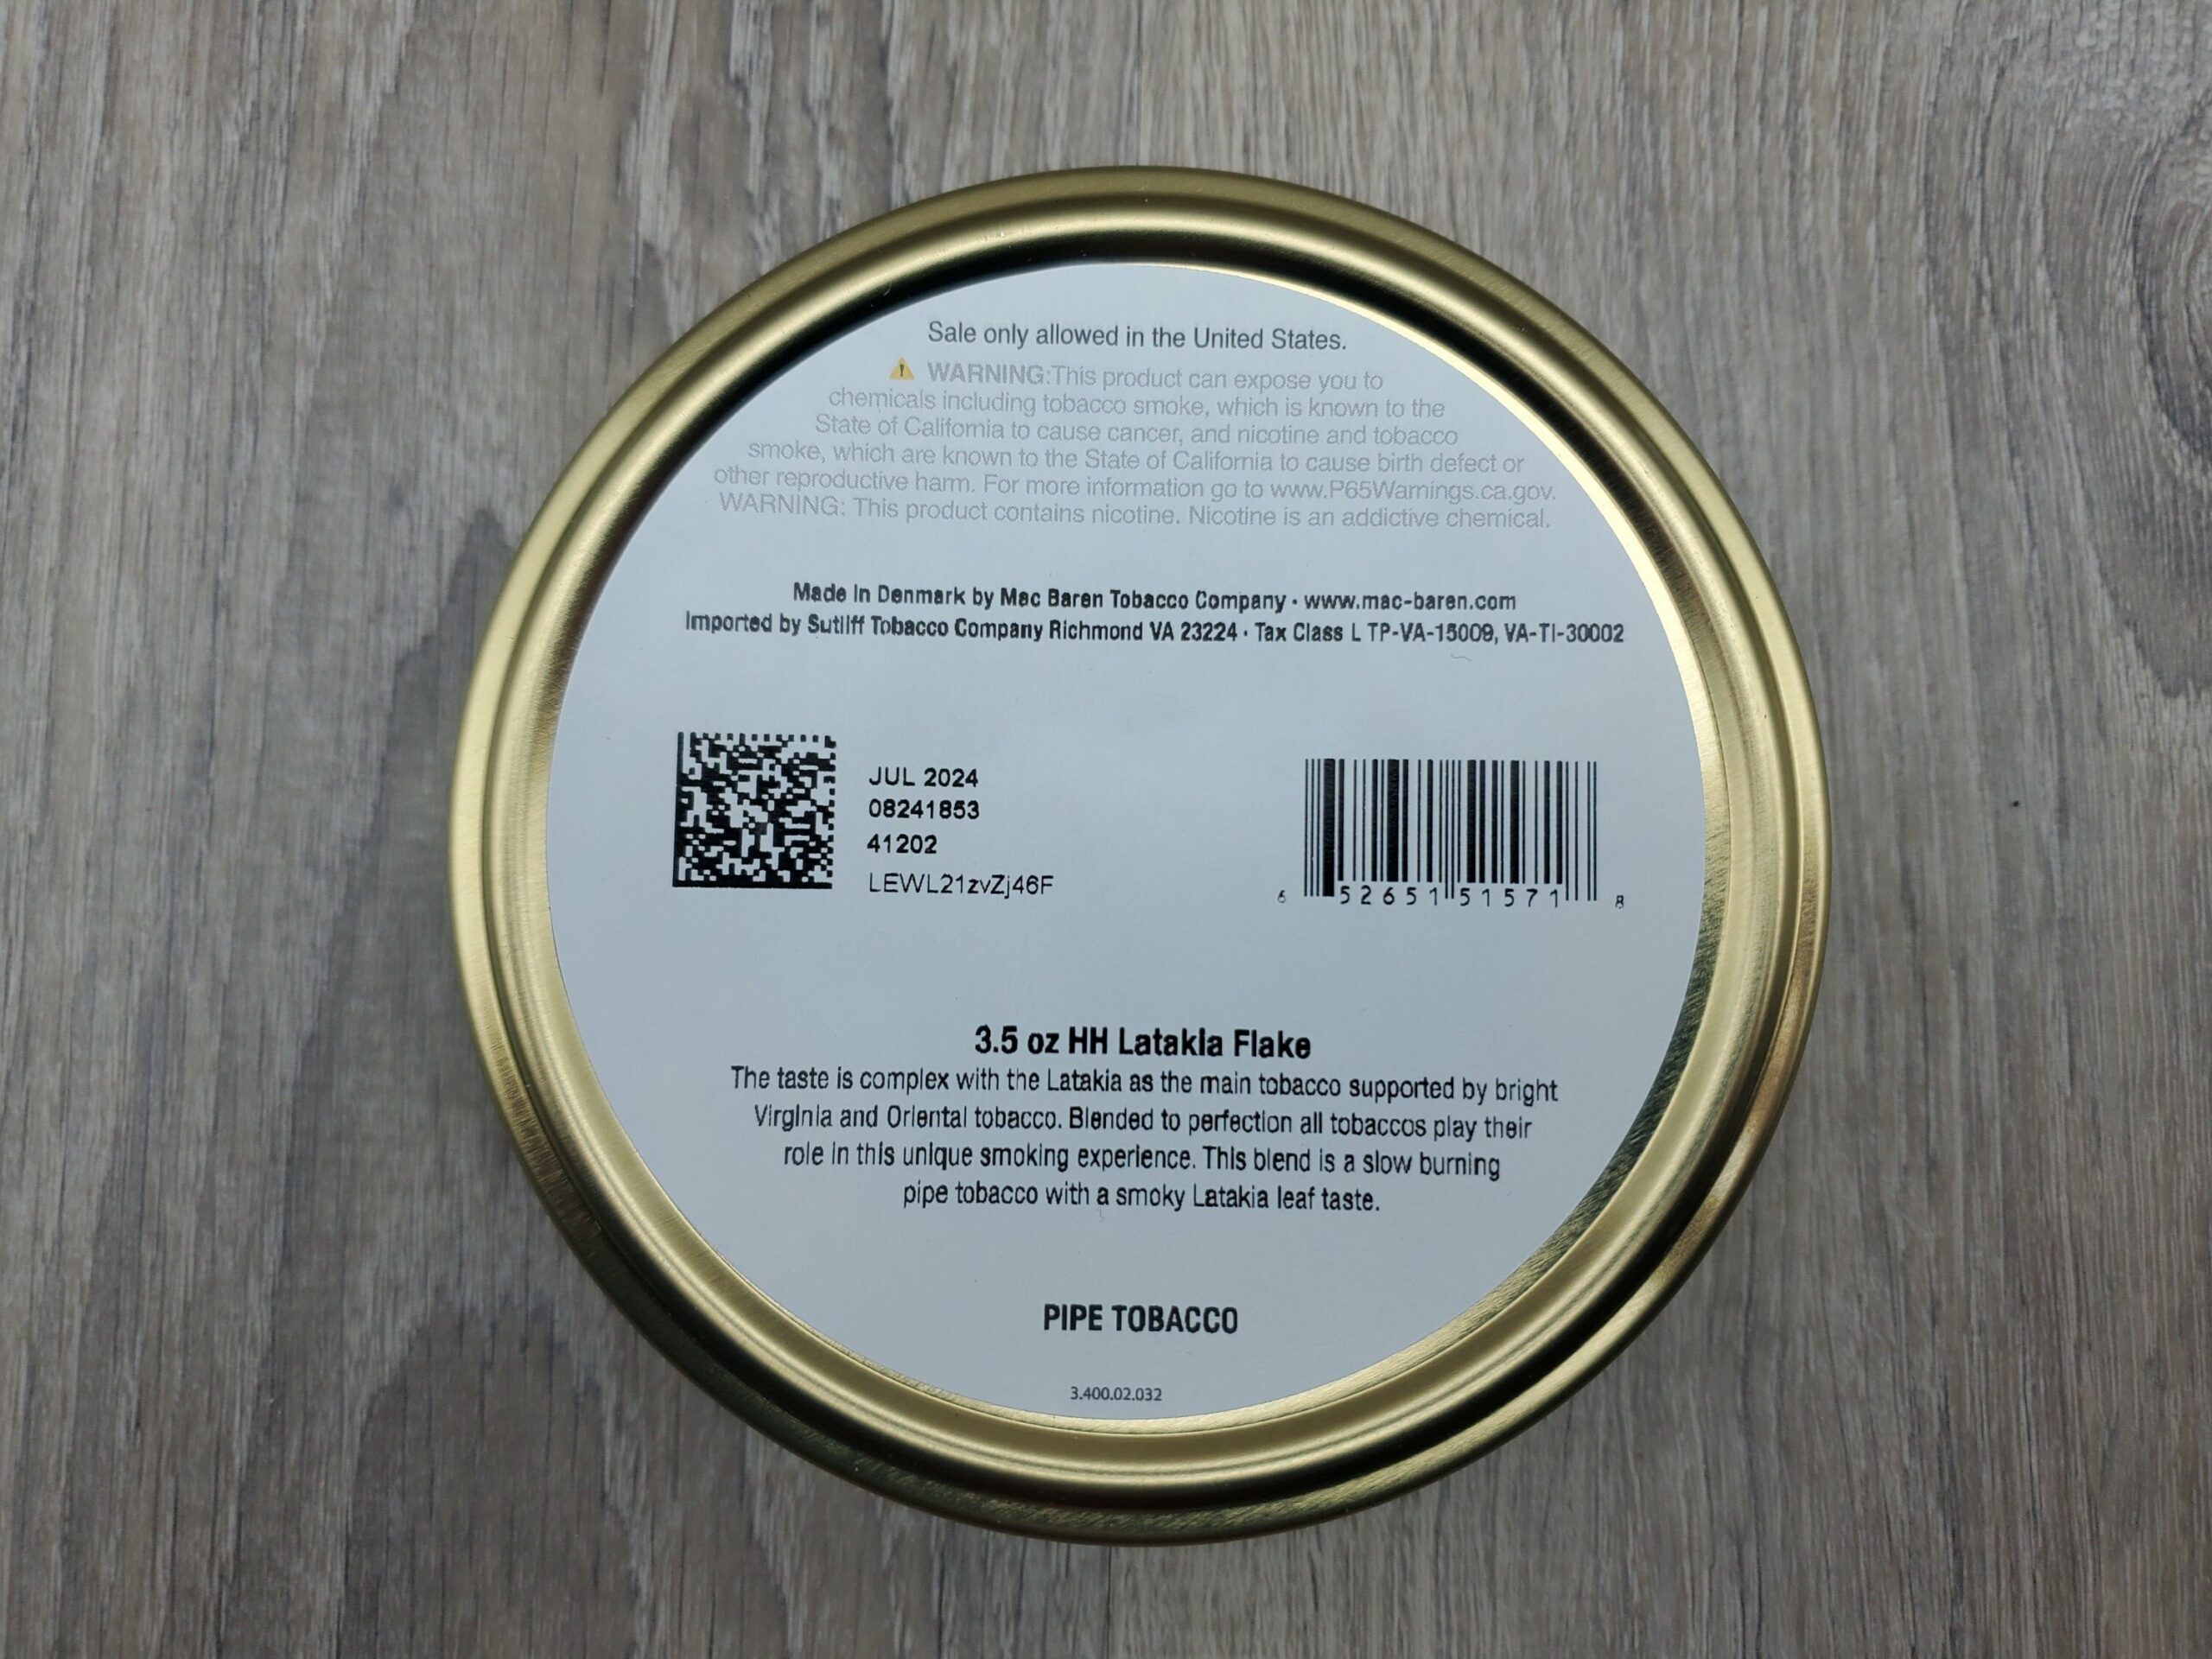 Sale only allowed in the United States.
WARNING:This product can expose you to
chemicals including tobacco smoke, which is known to the
State of California to cause cancer, and nicotine and tobacco
smoke, which are known to the State of California to cause birth defect or
other reproductive harm. For more information go to www.P65Warnings.ca.gov.
WARNING: This product contains nicotine. Nicotine is an addictive chemical.
Made In Denmark by Mac Baren Tobacco Company · www.mac-baren.com
Imported by Sutliff Tobacco Company Richmond VA 23224 · Tax Class L TP-VA-15009, VA-TI-30002
JUL 2024
08241853
41202
LEWL21zvZj46F
6 52651 51571 8
3.5 oz HH Latakia Flake
The taste is complex with the Latakia as the main tobacco supported by bright
Virginia and Oriental tobacco. Blended to perfection all tobaccos play their
role in this unique smoking experience. This blend is a slow burning
pipe tobacco with a smoky Latakia leaf taste.
PIPE TOBACCO
3.400.02.032